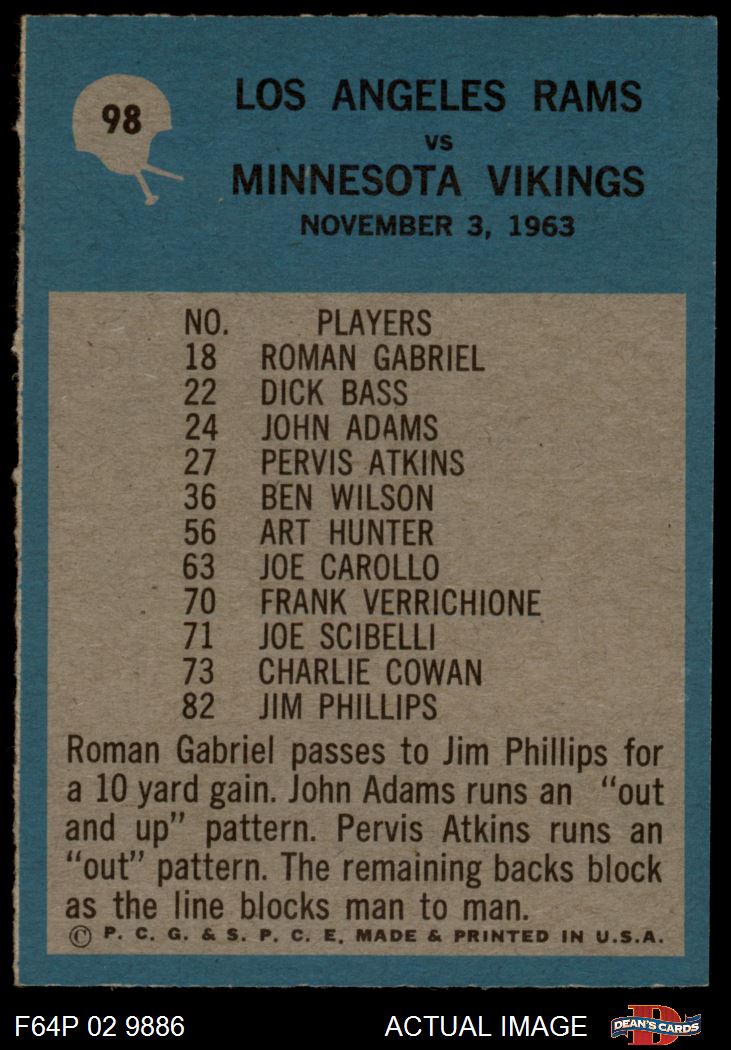 98
LOS ANGELES RAMS
VS
MINNESOTA VIKINGS
NOVEMBER 3, 1963
NO. PLAYERS
18 ROMAN GABRIEL
22 DICK BASS
24 JOHN ADAMS
27 PERVIS ATKINS
36 BEN WILSON
56 ART HUNTER
63 JOE CAROLLO
70 FRANK VERRICHIONE
71 JOE SCIBELLI
73 CHARLIE COWAN
82 JIM PHILLIPS
Roman Gabriel passes to Jim Phillips for
a 10 yard gain. John Adams runs an "out
and up" pattern. Pervis Atkins runs an
"out" pattern. The remaining backs block
as the line blocks man to man.
© P. C. G. & S. P. C. E. MADE & PRINTED IN U.S.A.
F64P 02 9886 ACTUAL IMAGE
D
DEAN'S CARDS